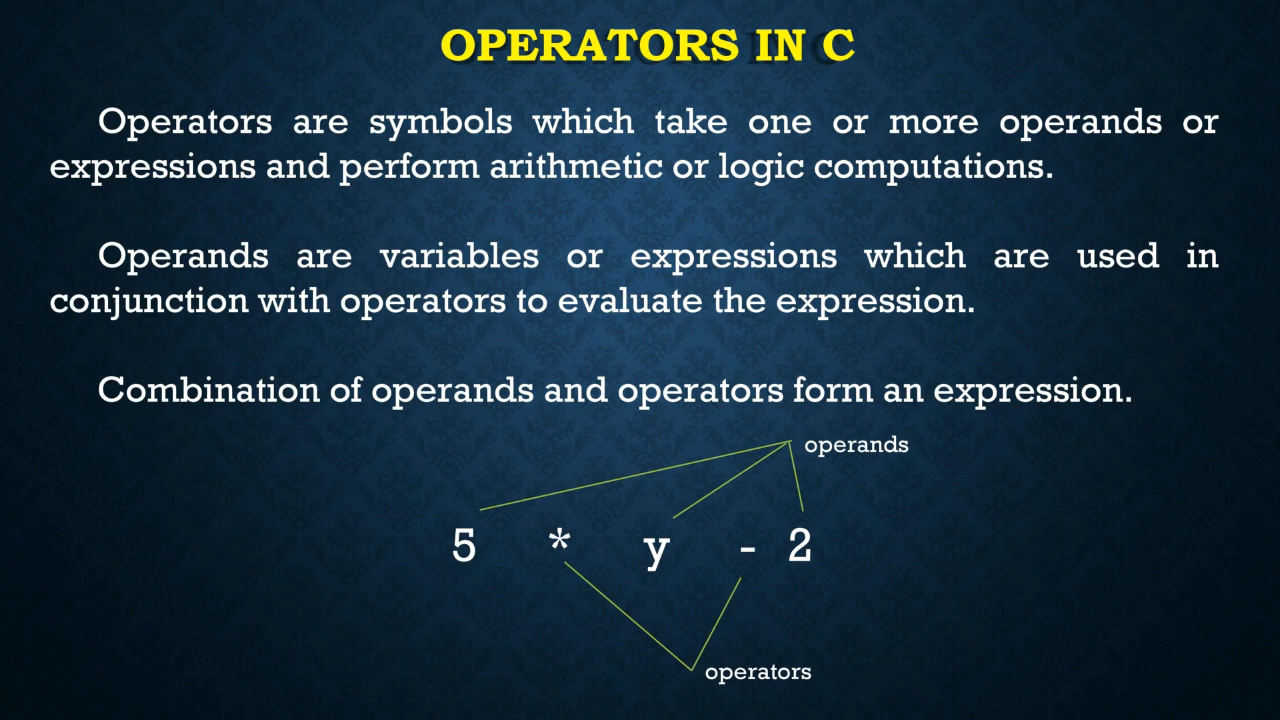 OPERATORS IN C
Operators are symbols which take one or more operands or
expressions and perform arithmetic or logic computations.
Operands are variables or expressions which are used in
conjunction with operators to evaluate the expression.
Combination of operands and operators form an expression.
operands
5 * y - 2
operators